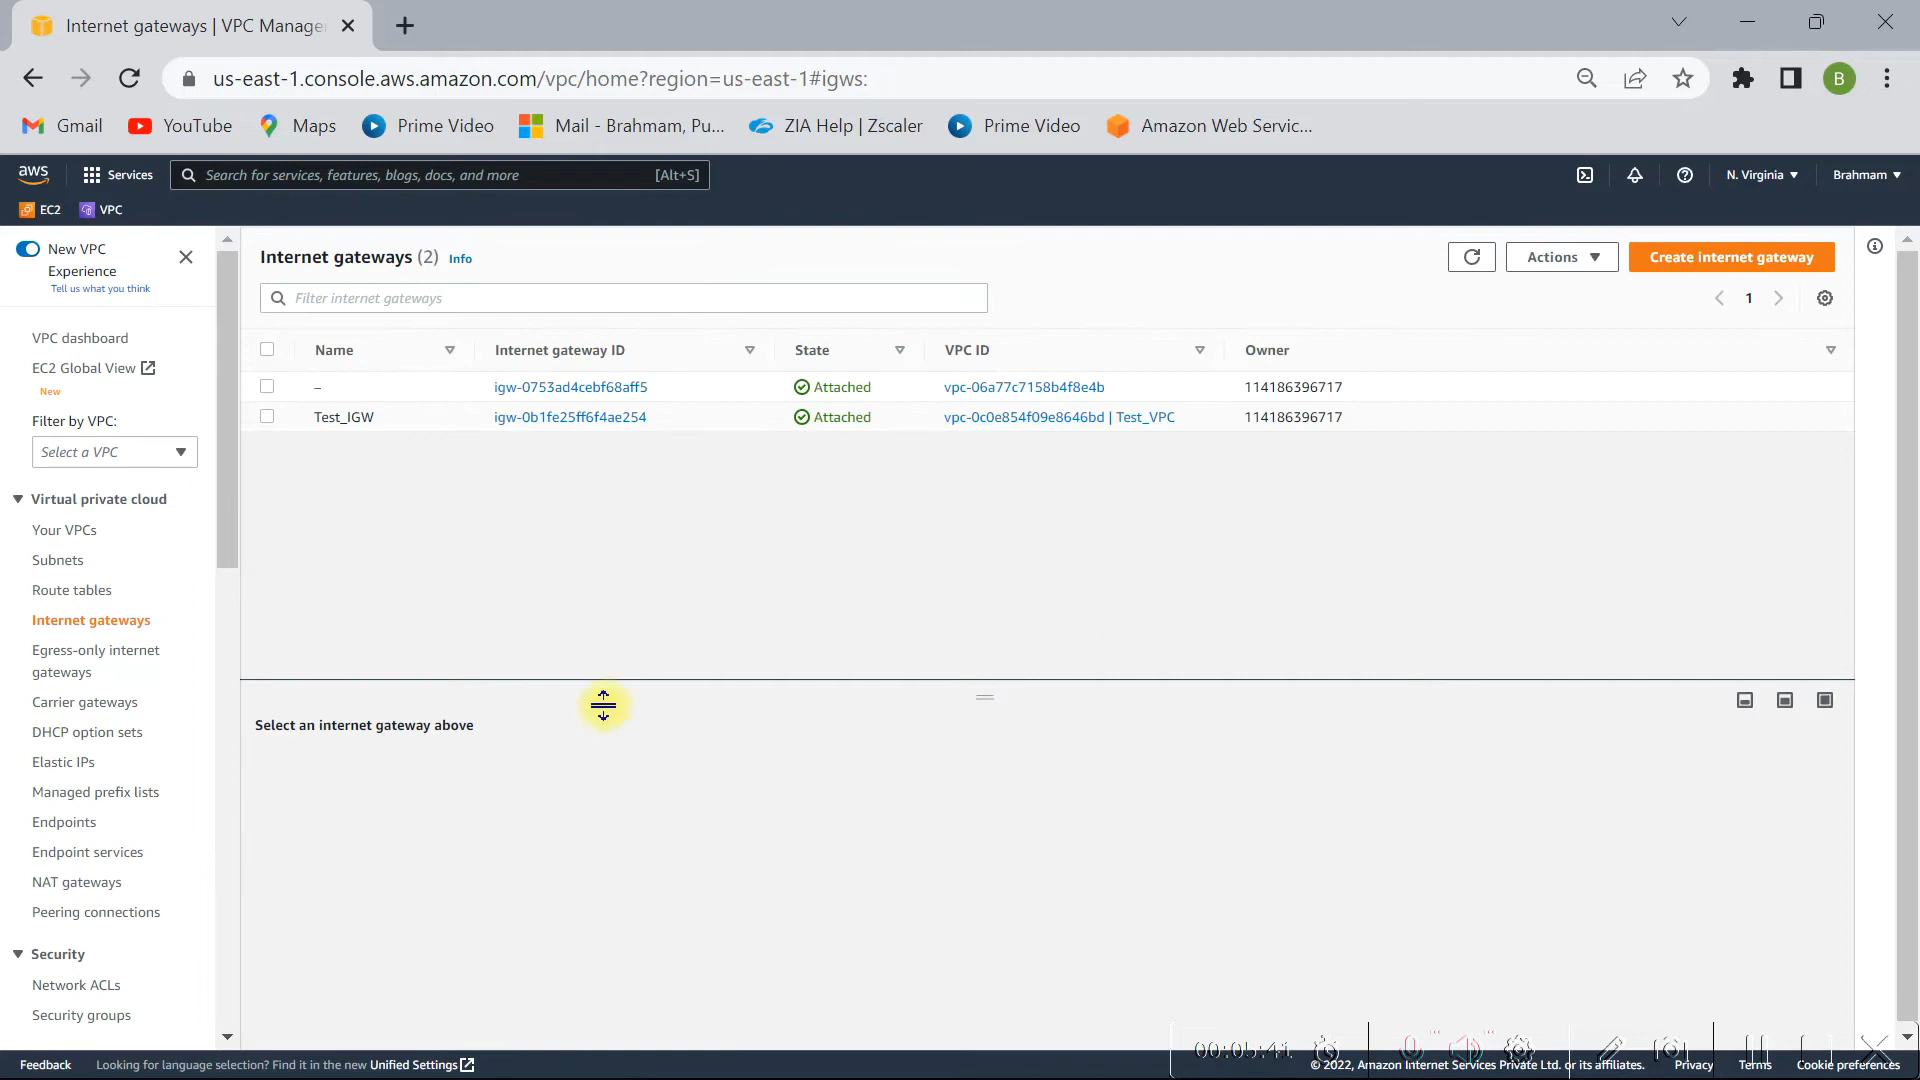 Internet gateways | VPC Manage
us-east-1.console.aws.amazon.com/vpc/home?region=us-east-1#igws:
B
Gmail
YouTube
Maps
Prime Video
Mail - Brahmam, Pu...
ZIA Help | Zscaler
Prime Video
Amazon Web Servic...
aws
Services
Search for services, features, blogs, docs, and more
[Alt+S]
N. Virginia
Brahmam
EC2
VPC
New VPC
Experience
Tell us what you think
VPC dashboard
EC2 Global View
New
Filter by VPC:
Select a VPC
Virtual private cloud
Your VPCs
Subnets
Route tables
Internet gateways
Egress-only internet
gateways
Carrier gateways
DHCP option sets
Elastic IPs
Managed prefix lists
Endpoints
Endpoint services
NAT gateways
Peering connections
Security
Network ACLs
Security groups
Internet gateways (2) Info
Actions
Create internet gateway
Filter internet gateways
1
Name Internet gateway ID State VPC ID Owner
– igw-0753ad4cebf68aff5 Attached vpc-06a77c7158b4f8e4b 114186396717
Test_IGW igw-0b1fe25ff6f4ae254 Attached vpc-0c0e854f09e8646bd | Test_VPC 114186396717
Select an internet gateway above
00:05:41
Feedback
Looking for language selection? Find it in the new Unified Settings
© 2022, Amazon Internet Services Private Ltd. or its affiliates.
Privacy
Terms
Cookie preferences